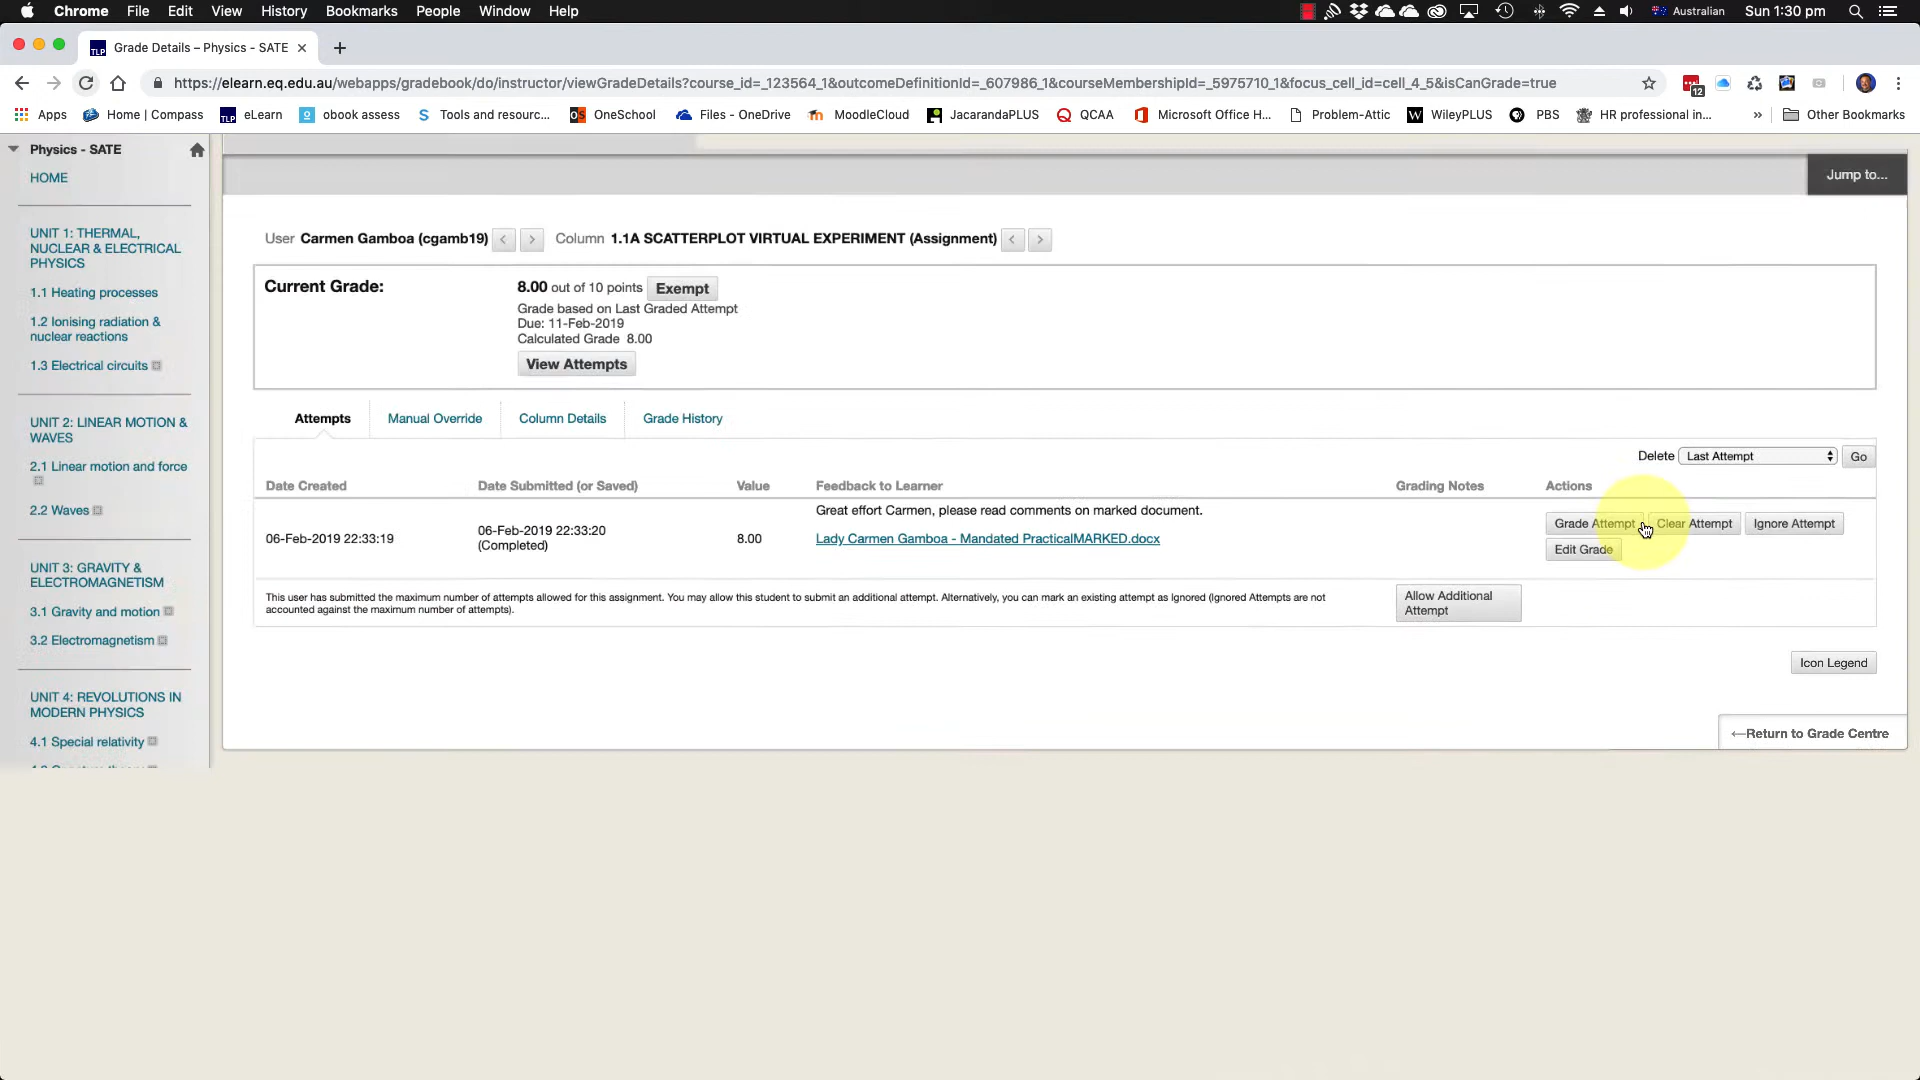 Chrome File Edit View History Bookmarks People Window Help Australian Sun 1:30 pm
TLP Grade Details – Physics - SATE
https://elearn.eq.edu.au/webapps/gradebook/do/instructor/viewGradeDetails?course_id=_123564_1&outcomeDefinitionId=_607986_1&courseMembershipId=_5975710_1&focus_cell_id=cell_4_5&isCanGrade=true 12
Apps Home | Compass TLP eLearn obook assess S Tools and resourc... OS OneSchool Files - OneDrive MoodleCloud JacarandaPLUS QCAA Microsoft Office H... Problem-Attic W WileyPLUS PBS HR professional in... » Other Bookmarks
Physics - SATE
HOME
UNIT 1: THERMAL,
NUCLEAR & ELECTRICAL
PHYSICS
1.1 Heating processes
1.2 Ionising radiation &
nuclear reactions
1.3 Electrical circuits
UNIT 2: LINEAR MOTION &
WAVES
2.1 Linear motion and force
2.2 Waves
UNIT 3: GRAVITY &
ELECTROMAGNETISM
3.1 Gravity and motion
3.2 Electromagnetism
UNIT 4: REVOLUTIONS IN
MODERN PHYSICS
4.1 Special relativity
Jump to...
User Carmen Gamboa (cgamb19) < > Column 1.1A SCATTERPLOT VIRTUAL EXPERIMENT (Assignment) < >
Current Grade: 8.00 out of 10 points Exempt
Grade based on Last Graded Attempt
Due: 11-Feb-2019
Calculated Grade 8.00
View Attempts
Attempts Manual Override Column Details Grade History
Delete Last Attempt Go
Date Created Date Submitted (or Saved) Value Feedback to Learner Grading Notes Actions
Great effort Carmen, please read comments on marked document.
06-Feb-2019 22:33:19 06-Feb-2019 22:33:20 8.00 Lady Carmen Gamboa - Mandated PracticalMARKED.docx Grade Attempt Clear Attempt Ignore Attempt
(Completed) Edit Grade
This user has submitted the maximum number of attempts allowed for this assignment. You may allow this student to submit an additional attempt. Alternatively, you can mark an existing attempt as Ignored (Ignored Attempts are not
accounted against the maximum number of attempts).
Allow Additional
Attempt
Icon Legend
←Return to Grade Centre